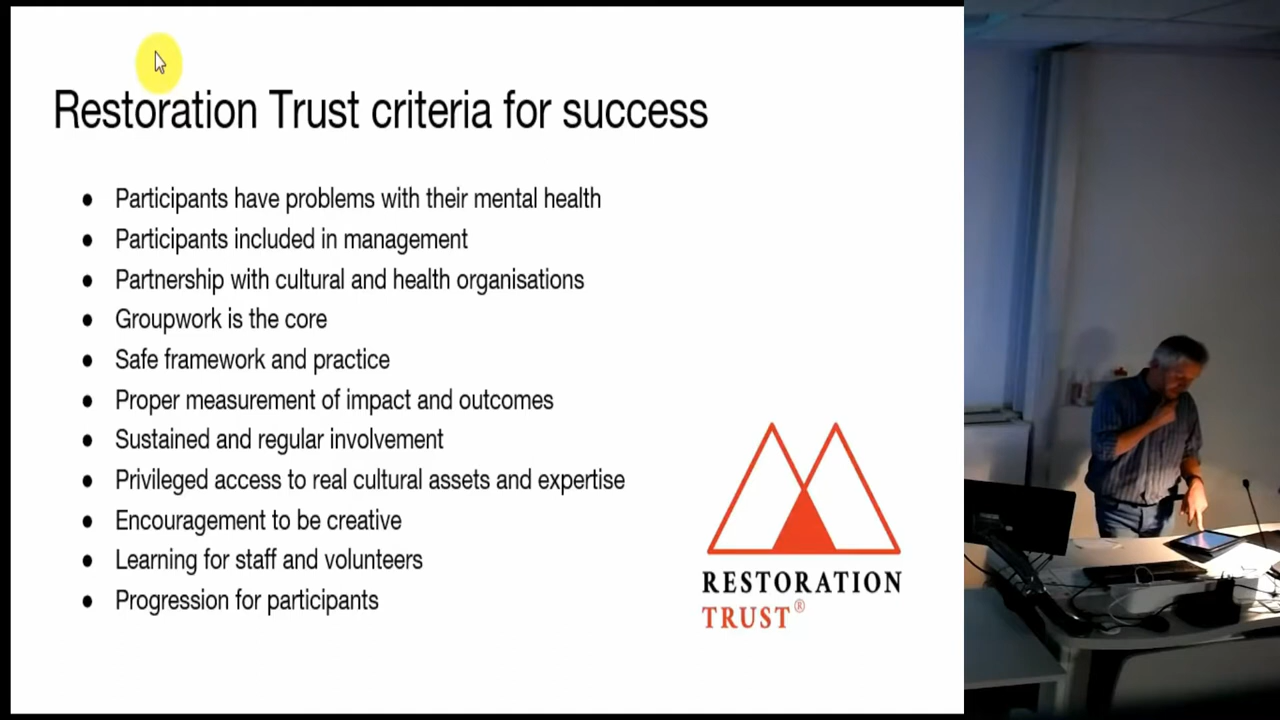 Restoration Trust criteria for success
● Participants have problems with their mental health
● Participants included in management
● Partnership with cultural and health organisations
● Groupwork is the core
● Safe framework and practice
● Proper measurement of impact and outcomes
● Sustained and regular involvement
● Privileged access to real cultural assets and expertise
● Encouragement to be creative
● Learning for staff and volunteers
● Progression for participants
RESTORATION
TRUST®